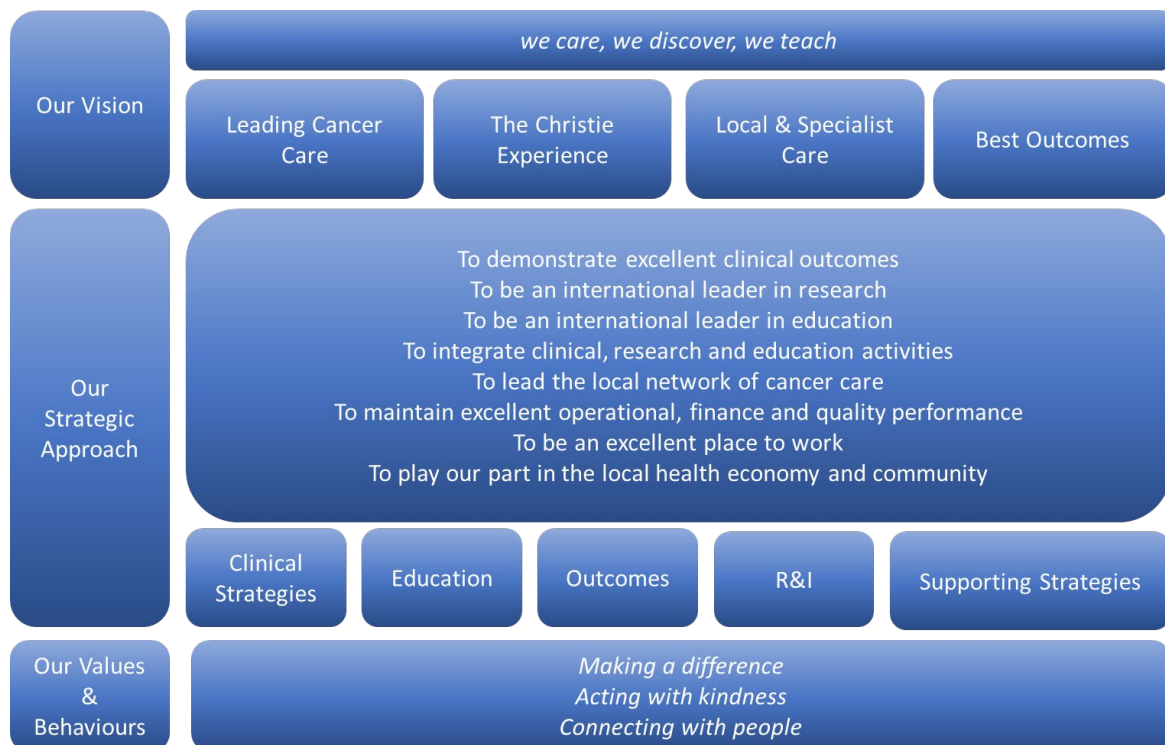 Our Vision
we care, we discover, we teach
Leading Cancer
Care
The Christie
Experience
Local & Specialist
Care
Best Outcomes
Our
Strategic
Approach
To demonstrate excellent clinical outcomes
To be an international leader in research
To be an international leader in education
To integrate clinical, research and education activities
To lead the local network of cancer care
To maintain excellent operational, finance and quality performance
To be an excellent place to work
To play our part in the local health economy and community
Clinical
Strategies
Education
Outcomes
R&I
Supporting Strategies
Our Values
&
Behaviours
Making a difference
Acting with kindness
Connecting with people